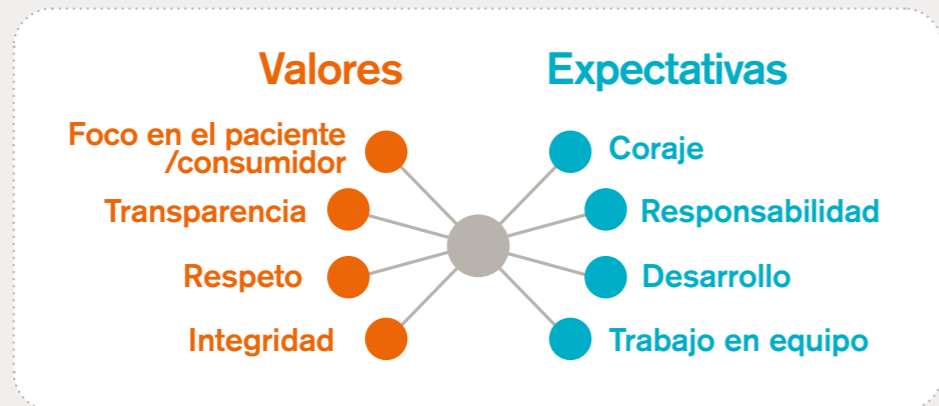 Valores
Foco en el paciente
/consumidor
Transparencia
Respeto
Integridad
Expectativas
Coraje
Responsabilidad
Desarrollo
Trabajo en equipo